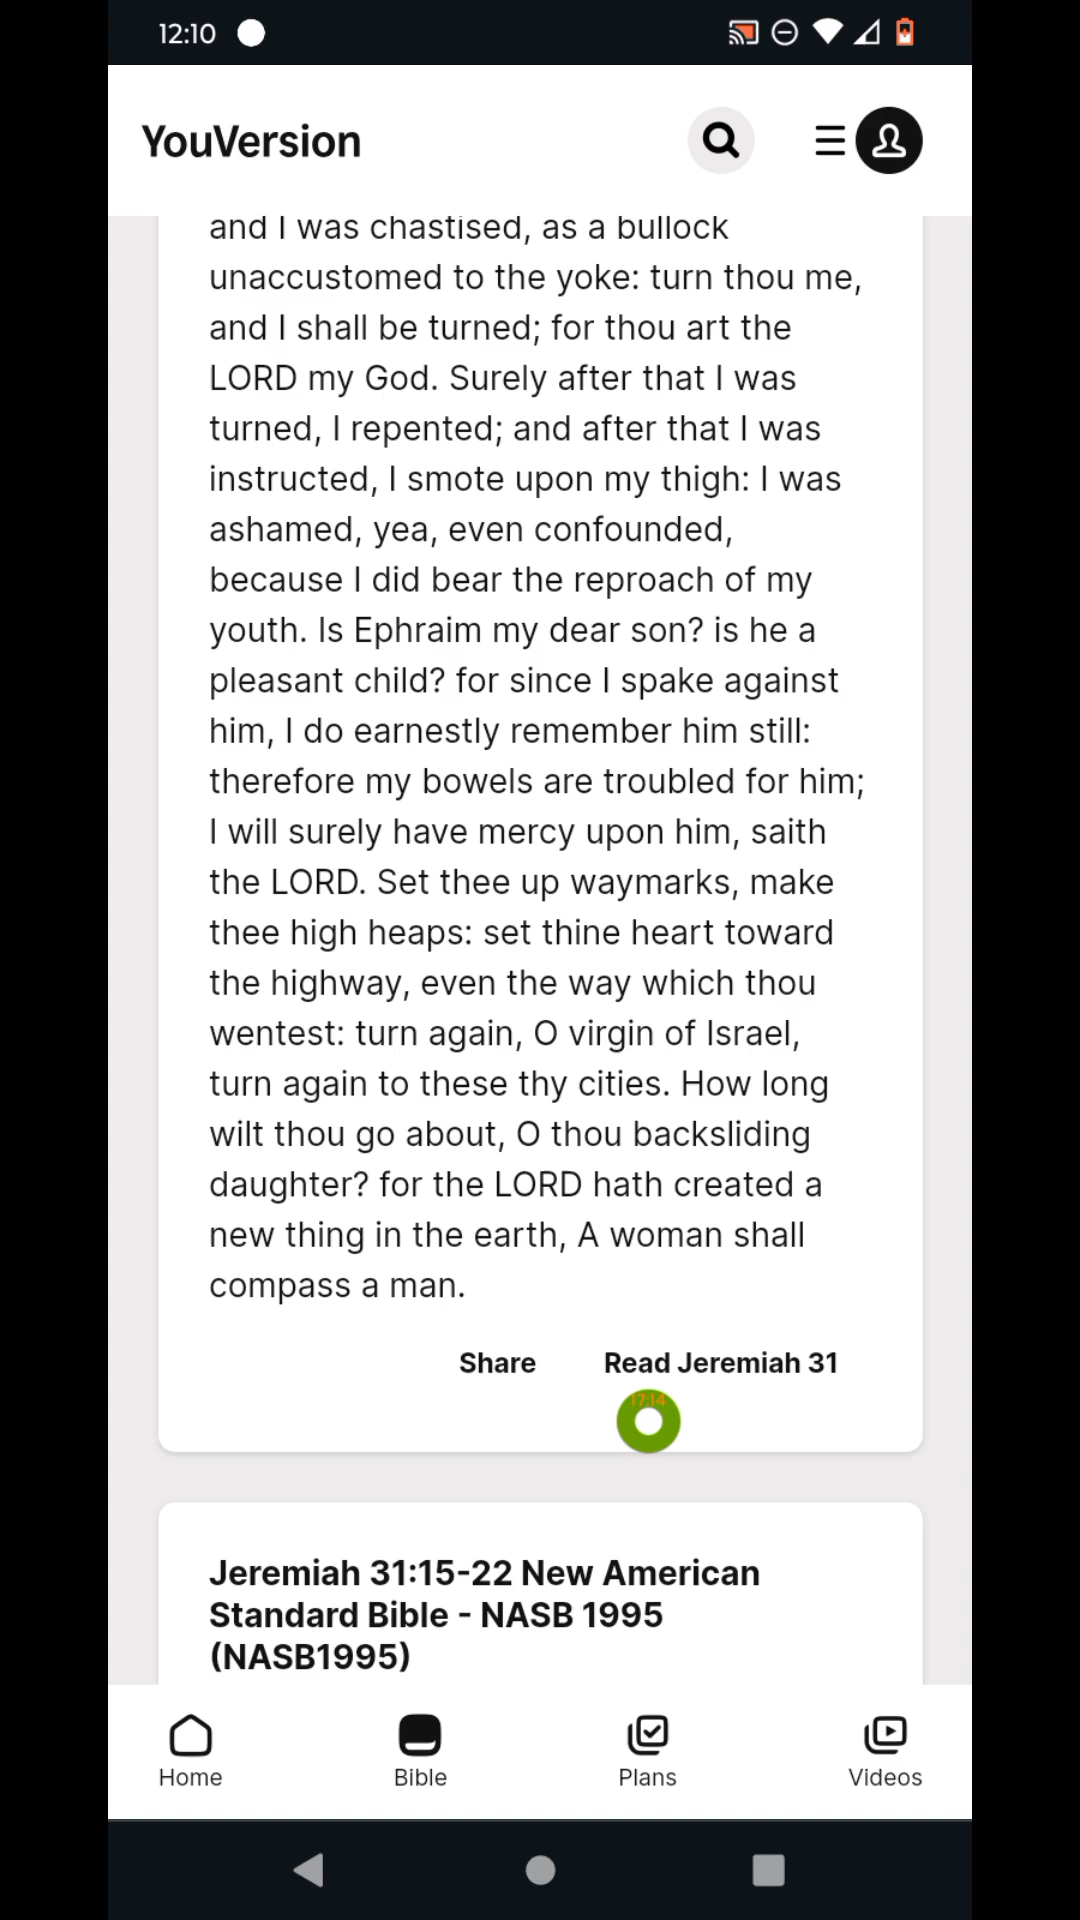 12:10
YouVersion
and I was chastised, as a bullock
unaccustomed to the yoke: turn thou me,
and I shall be turned; for thou art the
LORD my God. Surely after that I was
turned, I repented; and after that I was
instructed, I smote upon my thigh: I was
ashamed, yea, even confounded,
because I did bear the reproach of my
youth. Is Ephraim my dear son? is he a
pleasant child? for since I spake against
him, I do earnestly remember him still:
therefore my bowels are troubled for him;
I will surely have mercy upon him, saith
the LORD. Set thee up waymarks, make
thee high heaps: set thine heart toward
the highway, even the way which thou
wentest: turn again, O virgin of Israel,
turn again to these thy cities. How long
wilt thou go about, O thou backsliding
daughter? for the LORD hath created a
new thing in the earth, A woman shall
compass a man.
Share Read Jeremiah 31
17:14
Jeremiah 31:15-22 New American
Standard Bible - NASB 1995
(NASB1995)
Home Bible Plans Videos